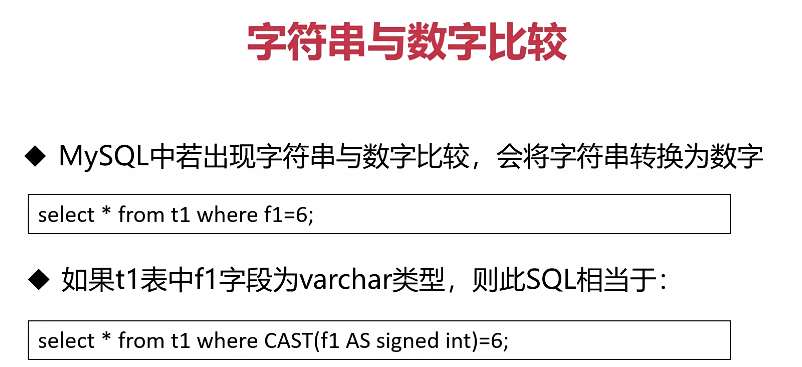 字符串与数字比较
◆ MySQL中若出现字符串与数字比较，会将字符串转换为数字
select * from t1 where f1=6;
◆ 如果t1表中f1字段为varchar类型，则此SQL相当于：
select * from t1 where CAST(f1 AS signed int)=6;